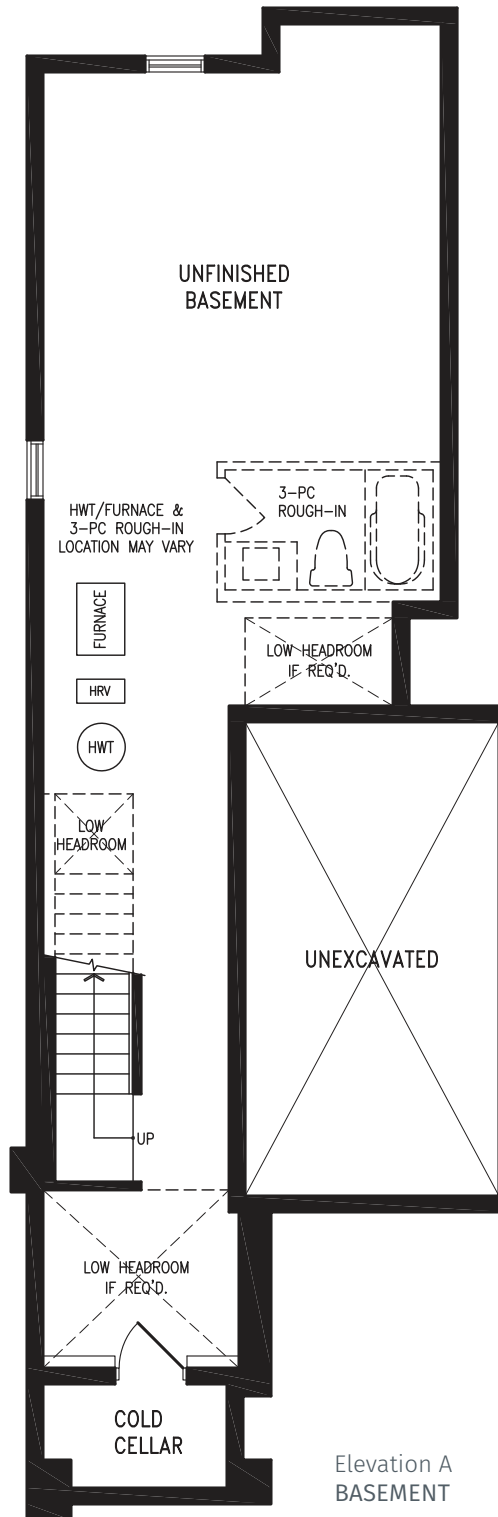 UNFINISHED
BASEMENT
3-PC
ROUGH-IN
HWT/FURNACE &
3-PC ROUGH-IN
LOCATION MAY VARY
FURNACE
LOW HEADROOM
IF REQ'D.
HRV
HWT
LOW
HEADROOM
UNEXCAVATED
UP
LOW HEADROOM
IF REQ'D.
COLD
CELLAR
Elevation A
BASEMENT